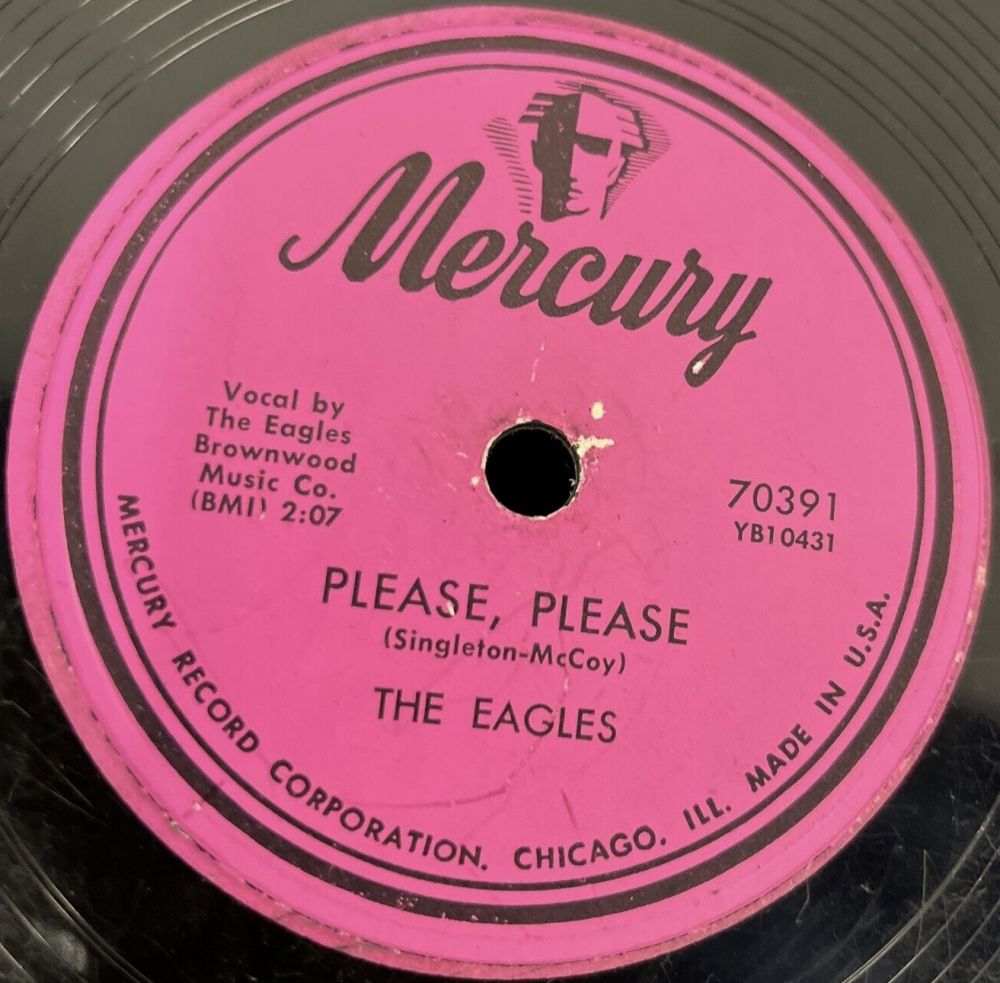 Mercury
Vocal by
The Eagles
Brownwood
Music Co.
(BMI) 2:07
70391
YB10431
PLEASE, PLEASE
(Singleton-McCoy)
THE EAGLES
MERCURY RECORD CORPORATION. CHICAGO. ILL. MADE IN U.S.A.